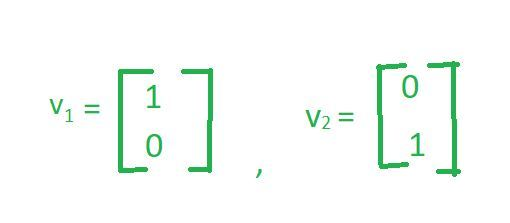 v₁ = [ 1 ] , v₂ = [ 0 ]
[ 0 ] [ 1 ]